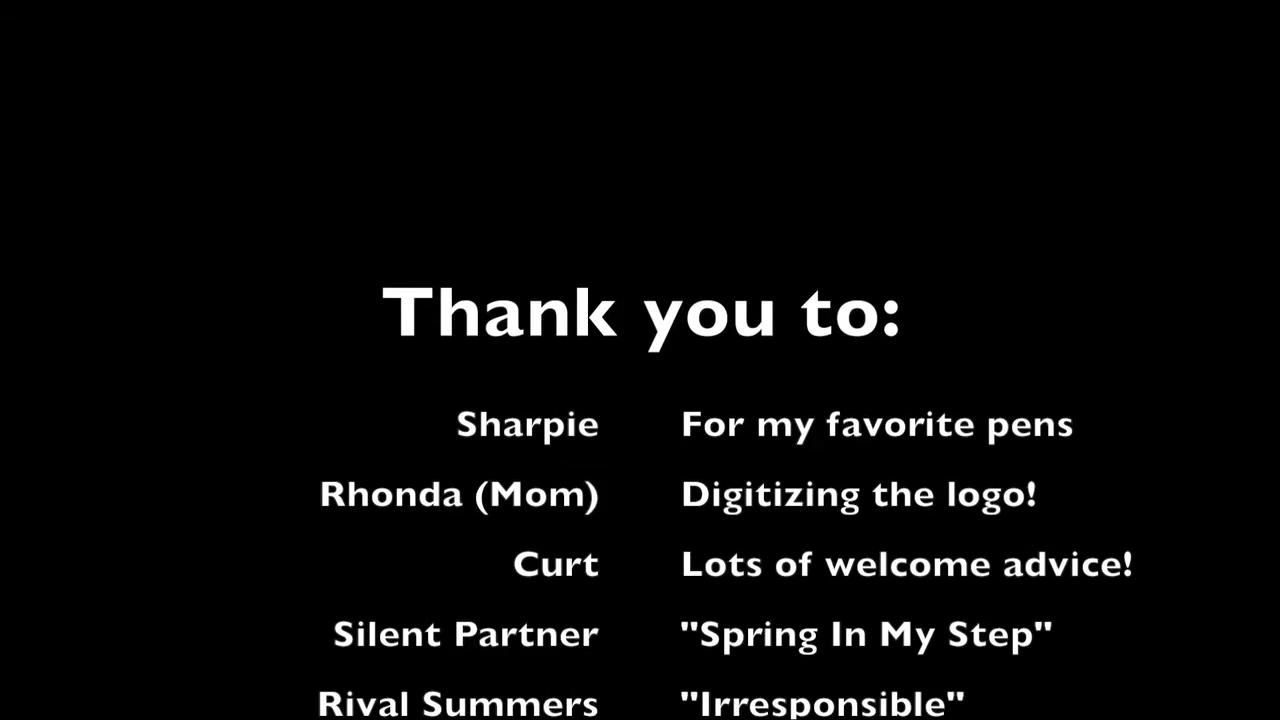 Thank you to:
Sharpie For my favorite pens
Rhonda (Mom) Digitizing the logo!
Curt Lots of welcome advice!
Silent Partner "Spring In My Step"
Rival Summers "Irresponsible"